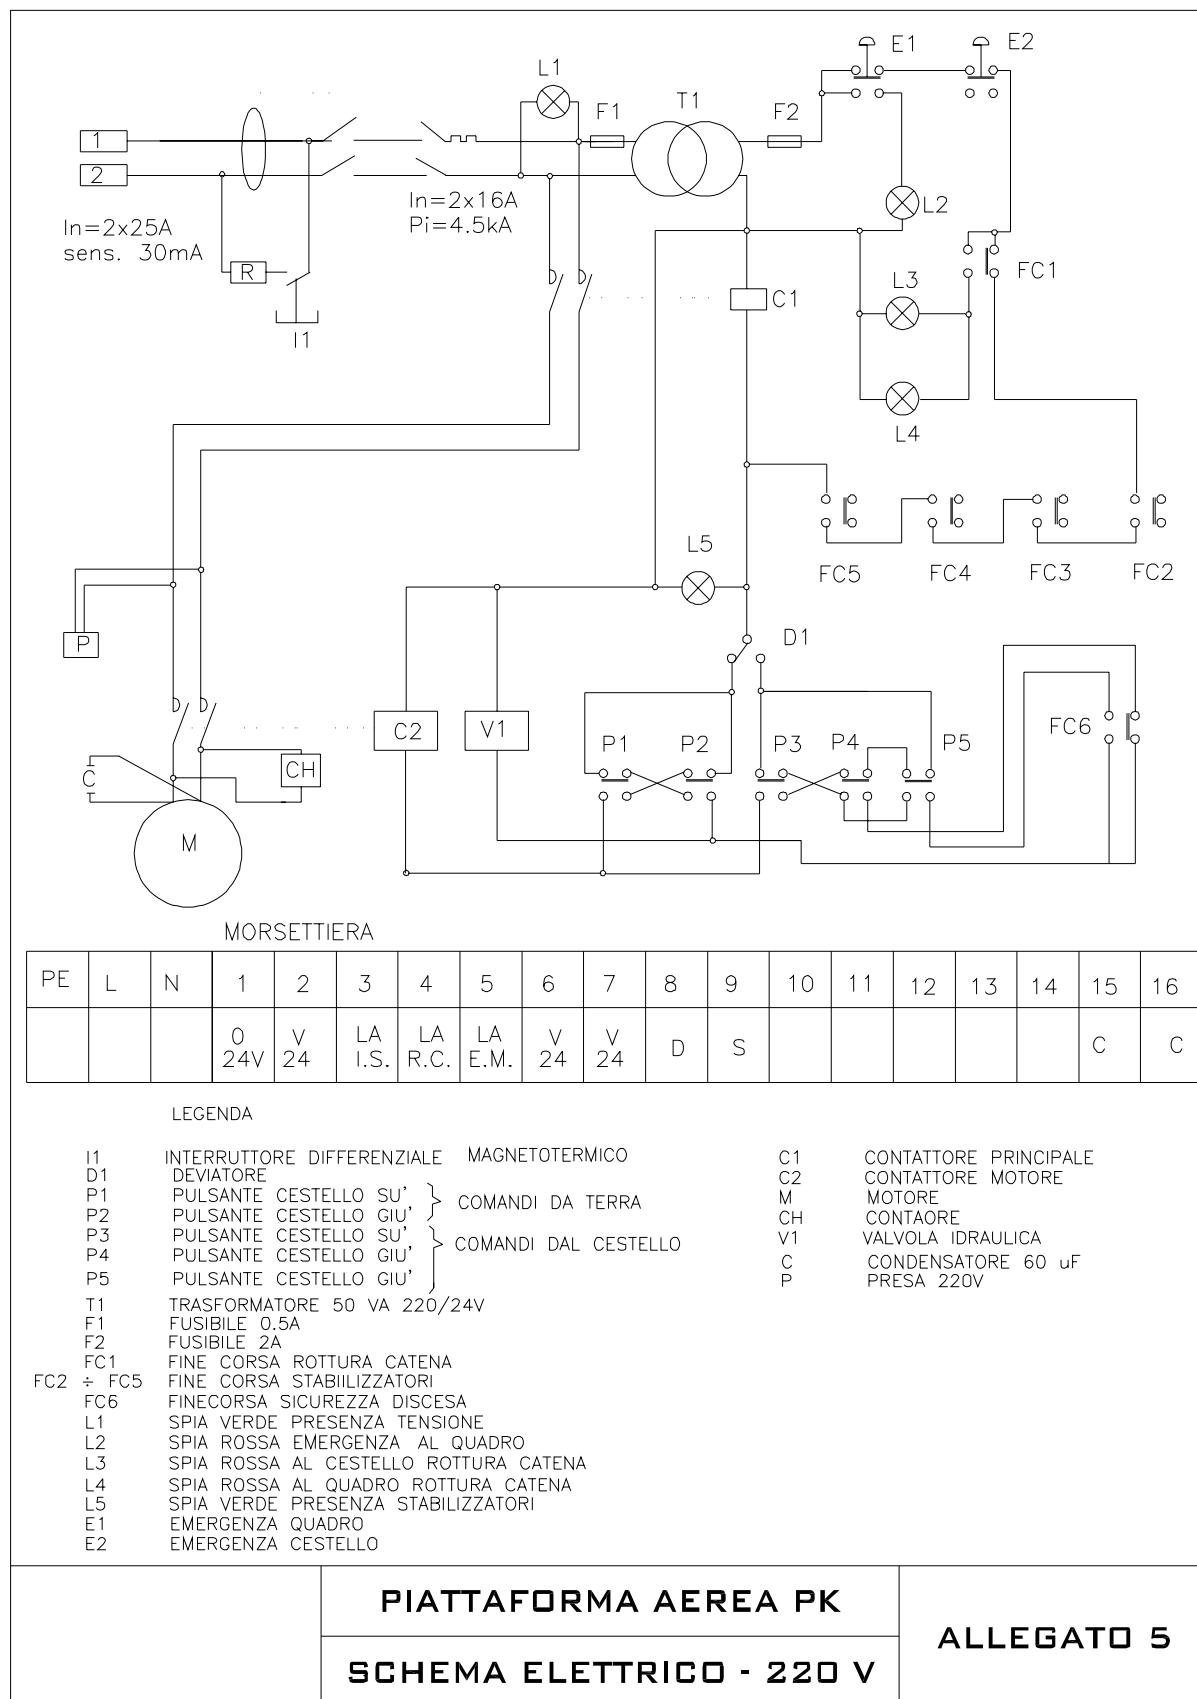 E1
E2
L1
F1
T1
F2
1
2
In=2x25A
sens. 30mA
In=2x16A
Pi=4.5kA
L2
R
I1
C1
FC1
L3
L4
L5
FC5
FC4
FC3
FC2
P
D1
C2
V1
P1
P2
P3
P4
P5
FC6
C
CH
M
MORSETTIERA
PE L N 1 2 3 4 5 6 7 8 9 10 11 12 13 14 15 16
0 V LA LA LA V V D S C C
24V 24 I.S. R.C. E.M. 24 24
LEGENDA
I1 INTERRUTTORE DIFFERENZIALE MAGNETOTERMICO
D1 DEVIATORE
P1 PULSANTE CESTELLO SU'
P2 PULSANTE CESTELLO GIU'
COMANDI DA TERRA
P3 PULSANTE CESTELLO SU'
P4 PULSANTE CESTELLO GIU'
P5 PULSANTE CESTELLO GIU'
COMANDI DAL CESTELLO
T1 TRASFORMATORE 50 VA 220/24V
F1 FUSIBILE 0.5A
F2 FUSIBILE 2A
FC1 FINE CORSA ROTTURA CATENA
FC2 ÷ FC5 FINE CORSA STABIILIZZATORI
FC6 FINECORSA SICUREZZA DISCESA
L1 SPIA VERDE PRESENZA TENSIONE
L2 SPIA ROSSA EMERGENZA AL QUADRO
L3 SPIA ROSSA AL CESTELLO ROTTURA CATENA
L4 SPIA ROSSA AL QUADRO ROTTURA CATENA
L5 SPIA VERDE PRESENZA STABILIZZATORI
E1 EMERGENZA QUADRO
E2 EMERGENZA CESTELLO
C1 CONTATTORE PRINCIPALE
C2 CONTATTORE MOTORE
M MOTORE
CH CONTAORE
V1 VALVOLA IDRAULICA
C CONDENSATORE 60 uF
P PRESA 220V
PIATTAFORMA AEREA PK
SCHEMA ELETTRICO - 220 V
ALLEGATO 5